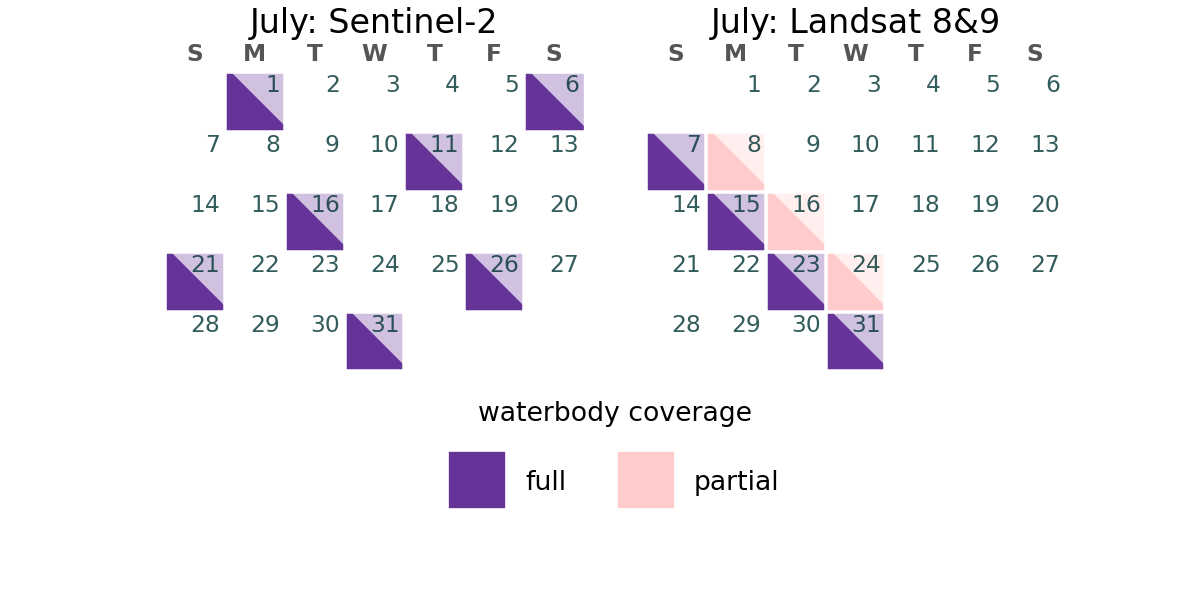 July: Sentinel-2
S M T W T F S
1 2 3 4 5 6
7 8 9 10 11 12 13
14 15 16 17 18 19 20
21 22 23 24 25 26 27
28 29 30 31
July: Landsat 8&9
S M T W T F S
1 2 3 4 5 6
7 8 9 10 11 12 13
14 15 16 17 18 19 20
21 22 23 24 25 26 27
28 29 30 31
waterbody coverage
full partial